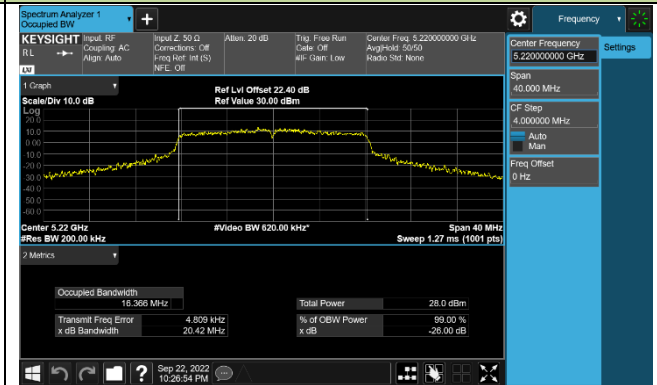 Spectrum Analyzer 1
Occupied BW
+
Frequency
KEYSIGHT
RL
LXI
Input: RF
Coupling: AC
Align: Auto
Input Z: 50 Ω
Corrections: Off
Freq Ref: Int (S)
NFE: Off
Atten: 20 dB
Trig: Free Run
Gate: Off
#IF Gain: Low
Center Freq: 5.220000000 GHz
Avg|Hold: 50/50
Radio Std: None
Center Frequency
5.220000000 GHz
Settings
Span
40.000 MHz
CF Step
4.000000 MHz
Auto
Man
Freq Offset
0 Hz
1 Graph
Scale/Div 10.0 dB
Ref Lvl Offset 22.40 dB
Ref Value 30.00 dBm
Log
20.0
10.0
0.00
-10.0
-20.0
-30.0
-40.0
-50.0
-60.0
Center 5.22 GHz
#Video BW 620.00 kHz*
Span 40 MHz
#Res BW 200.00 kHz
Sweep 1.27 ms (1001 pts)
2 Metrics
Occupied Bandwidth
16.366 MHz
Total Power 28.0 dBm
Transmit Freq Error 4.809 kHz
% of OBW Power 99.00 %
x dB Bandwidth 20.42 MHz
x dB -26.00 dB
?
Sep 22, 2022
10:26:54 PM